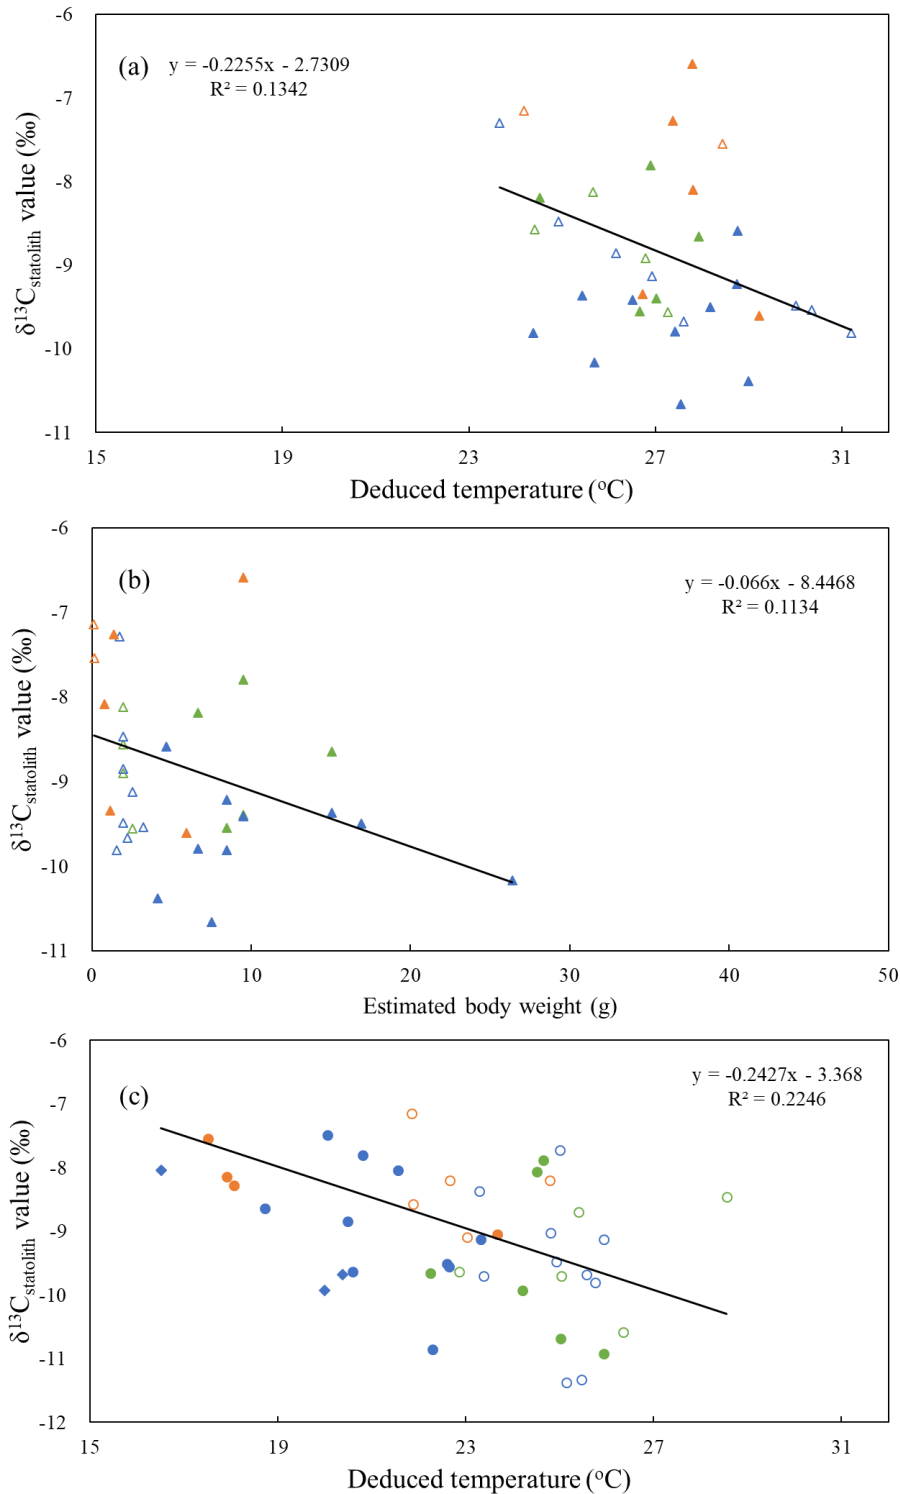 -6
(a)
y = -0.2255x - 2.7309
R² = 0.1342
-7
-8
-9
-10
-11
δ¹³C_statolith value (‰)
15 19 23 27 31
Deduced temperature (°C)
-6
(b)
y = -0.066x - 8.4468
R² = 0.1134
-7
-8
-9
-10
-11
δ¹³C_statolith value (‰)
0 10 20 30 40 50
Estimated body weight (g)
-6
y = -0.2427x - 3.368
R² = 0.2246
(c)
-7
-8
-9
-10
-11
-12
δ¹³C_statolith value (‰)
15 19 23 27 31
Deduced temperature (°C)